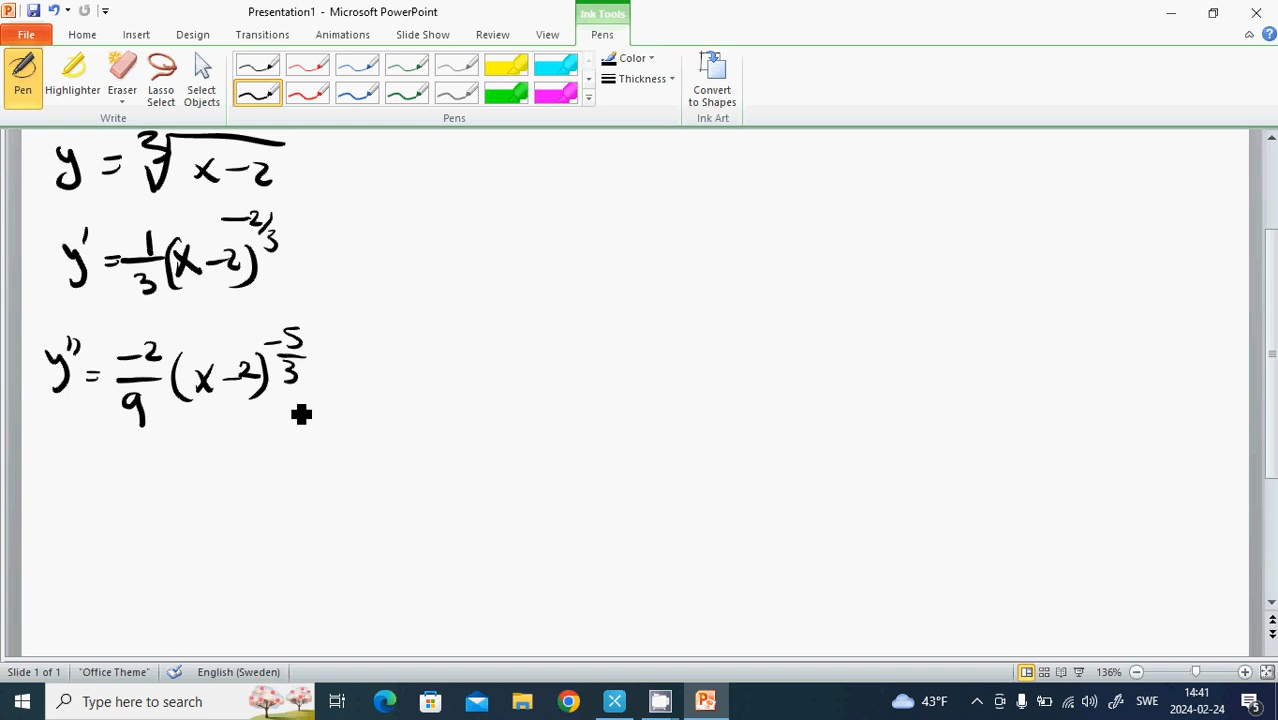 Presentation1 - Microsoft PowerPoint
Ink Tools
File Home Insert Design Transitions Animations Slide Show Review View Pens
Pen Highlighter Eraser Lasso Select Select Objects Color Thickness Convert to Shapes
Write Pens Ink Art
y = ∛(x-2)
y' = 1/3 (x-2)^(-2/3)
y'' = -2/9 (x-2)^(-5/3)
Slide 1 of 1 "Office Theme" English (Sweden) 136%
Type here to search 43°F SWE 14:41
2024-02-24 5